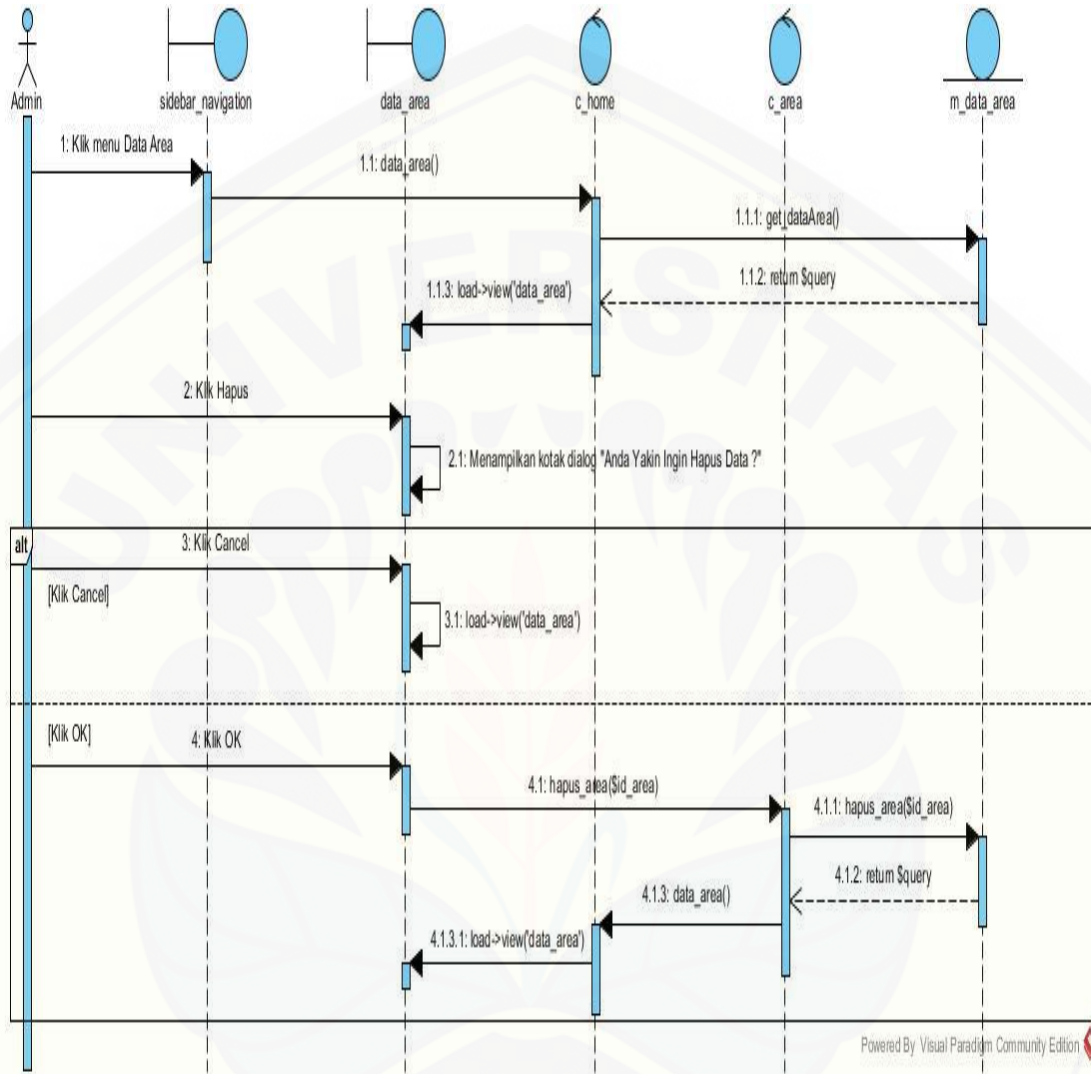 Admin
sidebar_navigation
data_area
c_home
c_area
m_data_area
1: Klik menu Data Area
1.1: data_area()
1.1.1: get_dataArea()
1.1.2: return $query
1.1.3: load->view("data_area")
2: Klik Hapus
2.1: Menampilkan kotak dialog "Anda Yakin Ingin Hapus Data ?"
alt
3: Klik Cancel
[Klik Cancel]
3.1: load->view("data_area")
[Klik OK]
4: Klik OK
4.1: hapus_area($id_area)
4.1.1: hapus_area($id_area)
4.1.2: return $query
4.1.3: data_area()
4.1.3.1: load->view("data_area")
Powered By Visual Paradigm Community Edition
UNIVERSITAS